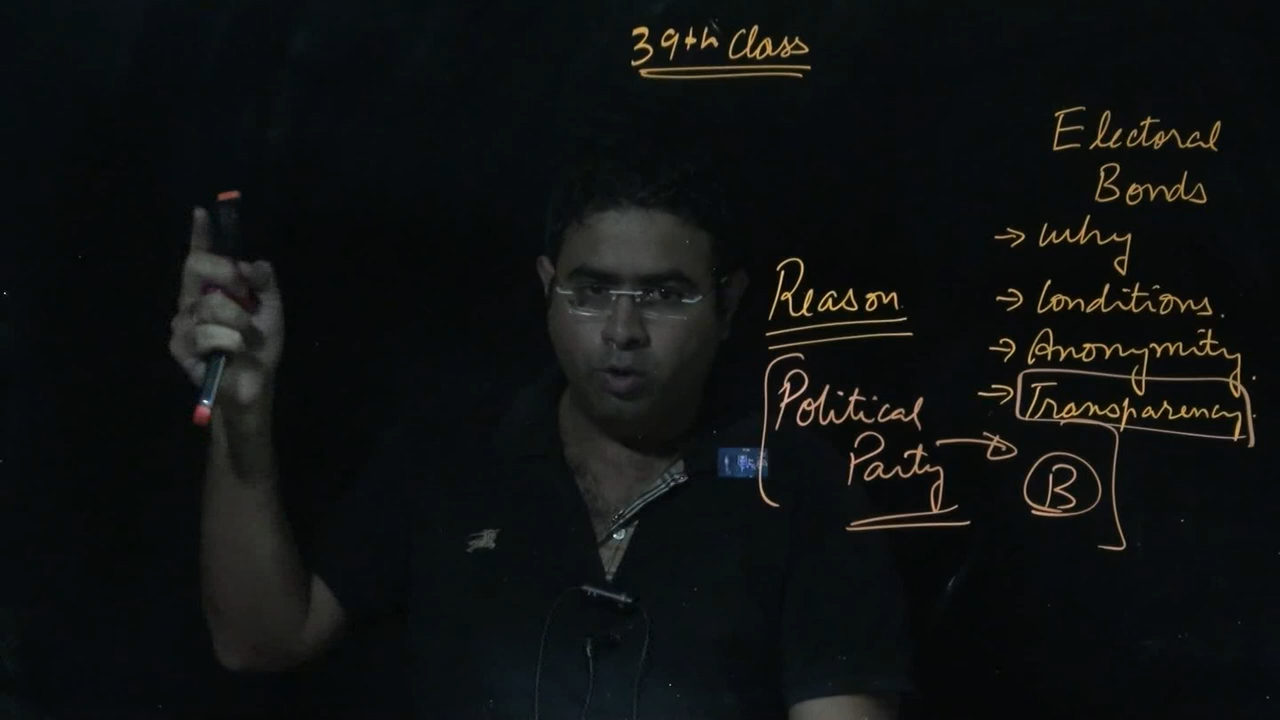 39th Class
Electoral
Bonds
→ Why
→ Conditions.
→ Anonymity
→ Transparency.
Reason
Political
Party →
B